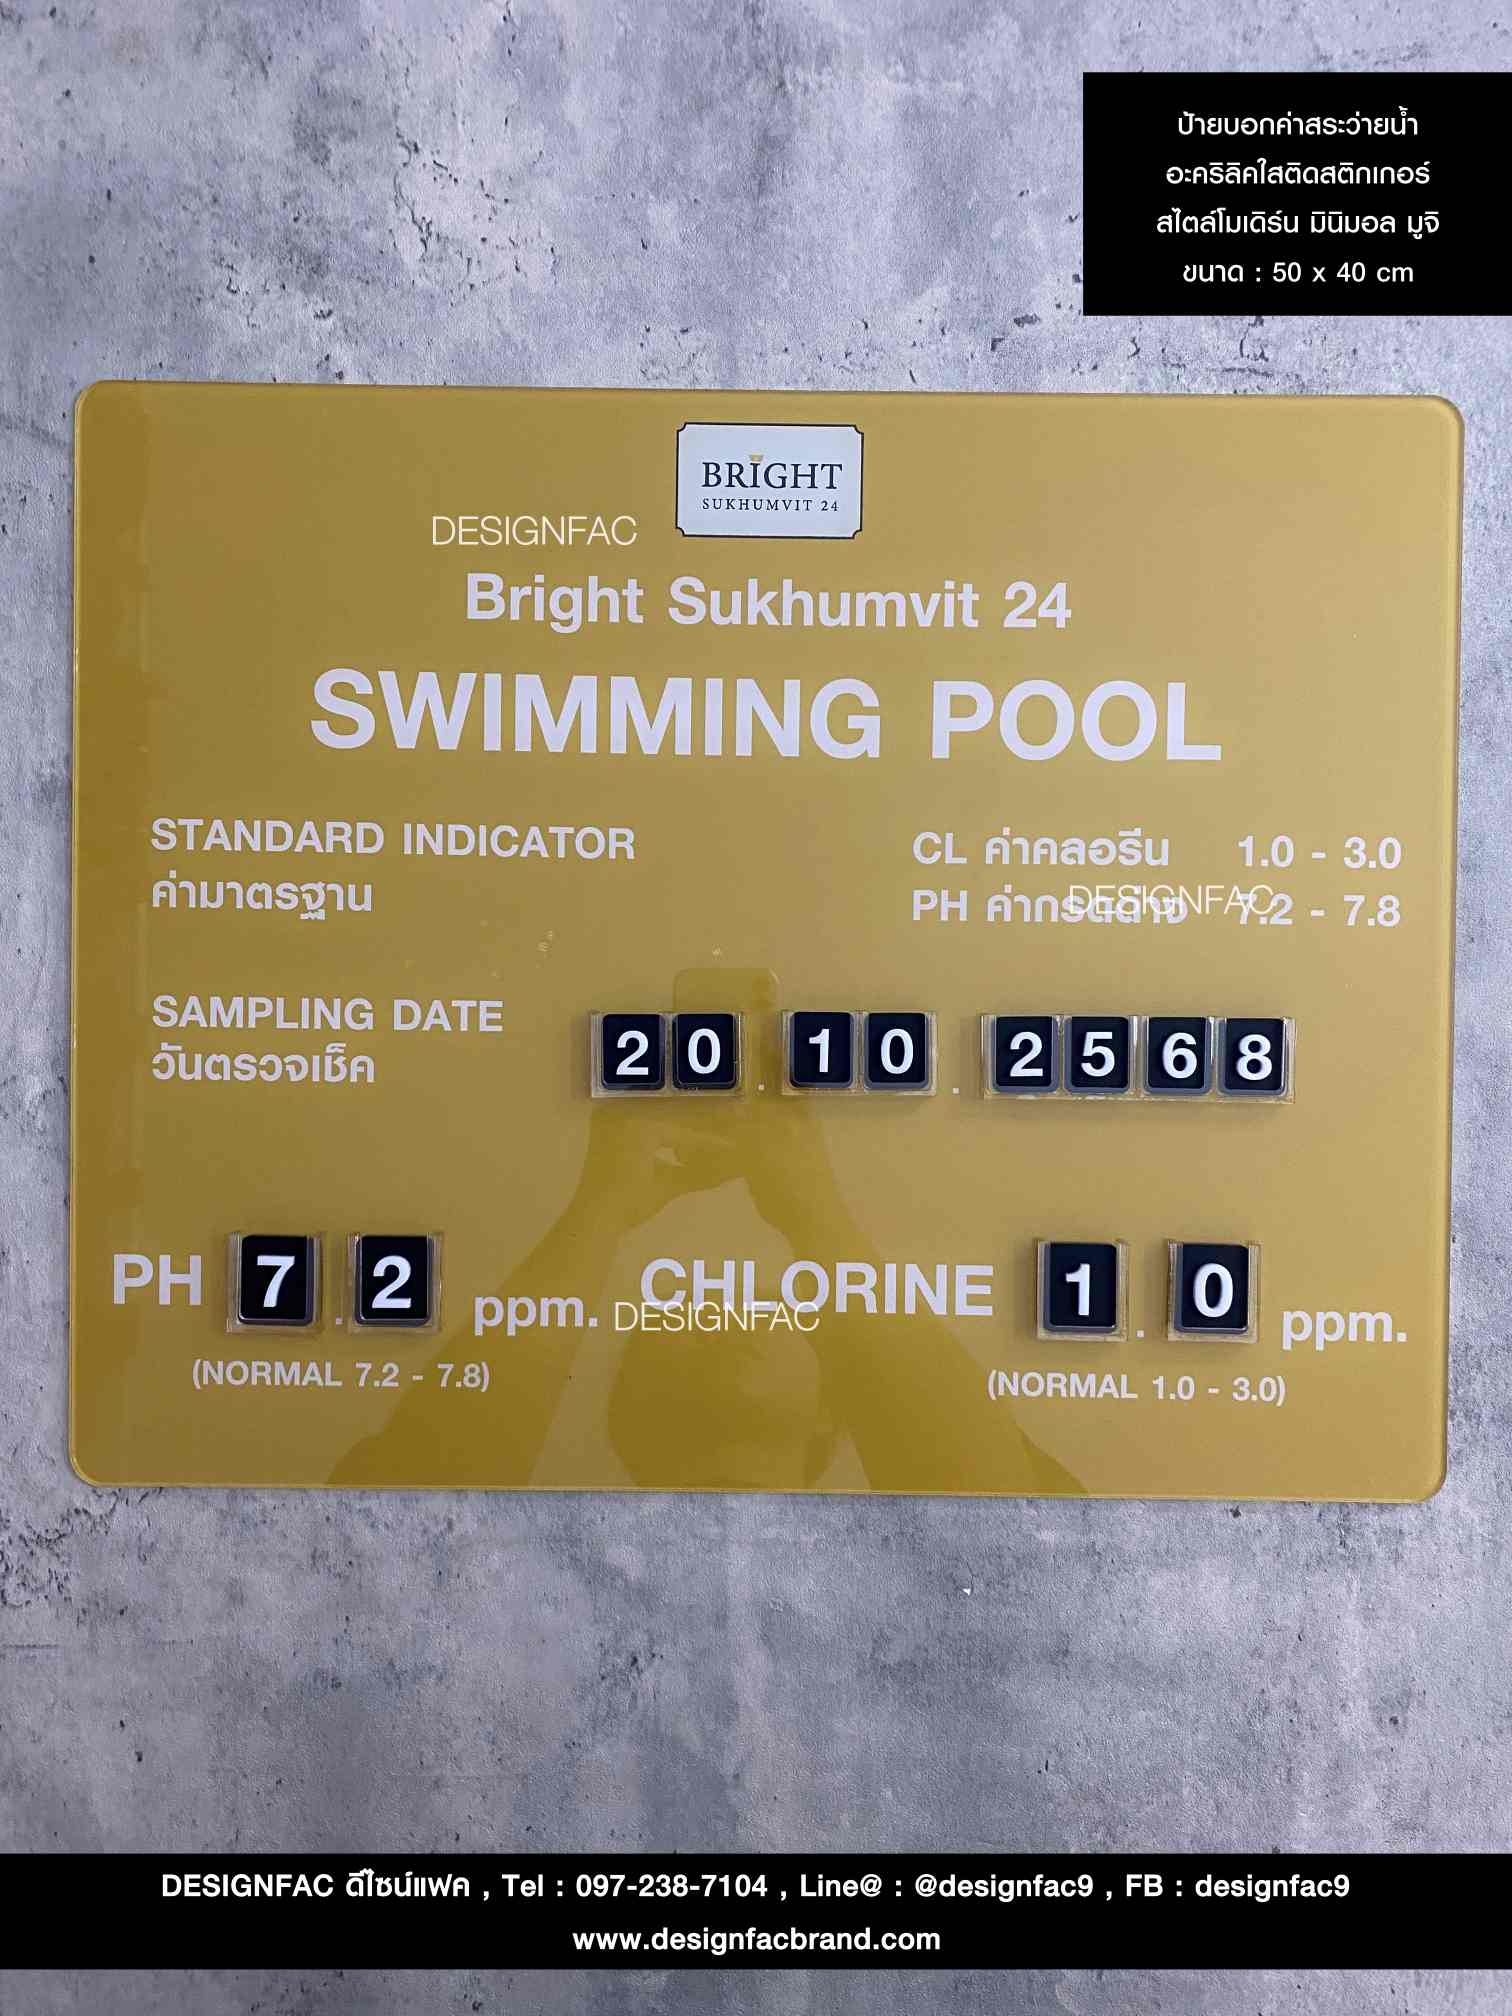 ป้ายบอกค่าสระว่ายน้ำ
อะคริลิคใสติดสติกเกอร์
สไตล์โมเดิร์น มินิมอล มูจิ
ขนาด : 50 x 40 cm
BRIGHT
SUKHUMVIT 24
DESIGNFAC
Bright Sukhumvit 24
SWIMMING POOL
STANDARD INDICATOR
ค่ามาตรฐาน
CL ค่าคลอรีน 1.0 - 3.0
PH ค่ากรดด่าง 7.2 - 7.8
DESIGNFAC
SAMPLING DATE
วันตรวจเช็ค
20 . 10 . 2568
PH 7 . 2 ppm.
(NORMAL 7.2 - 7.8)
CHLORINE 1 . 0 ppm.
DESIGNFAC
(NORMAL 1.0 - 3.0)
DESIGNFAC ดีไซน์แฟค , Tel : 097-238-7104 , Line@ : @designfac9 , FB : designfac9
www.designfacbrand.com